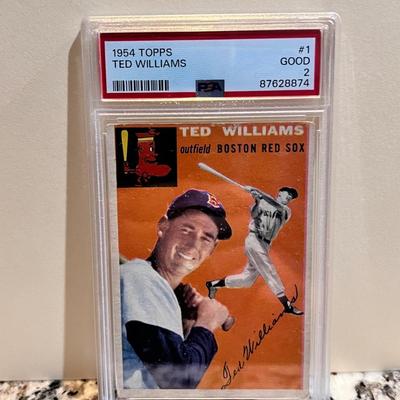 1954 TOPPS #1
TED WILLIAMS GOOD
2
PSA 87628874
TED WILLIAMS
outfield BOSTON RED SOX
Ted Williams